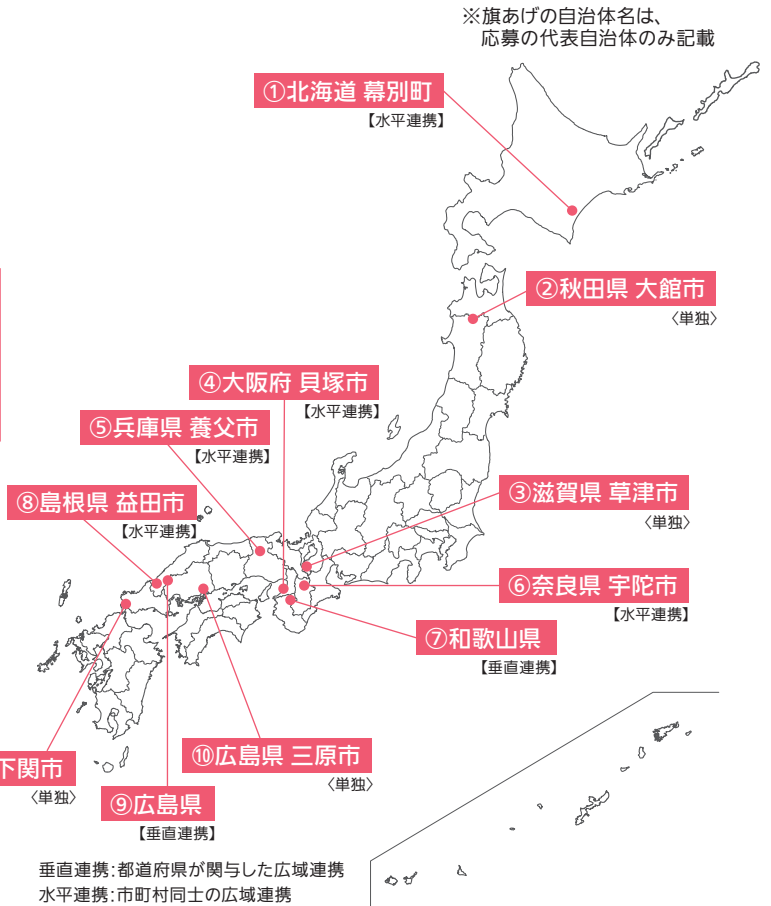 ※旗あげの自治体名は、
応募の代表自治体のみ記載
①北海道 幕別町
【水平連携】
②秋田県 大館市
〈単独〉
④大阪府 貝塚市
【水平連携】
⑤兵庫県 養父市
【水平連携】
③滋賀県 草津市
〈単独〉
⑧島根県 益田市
【水平連携】
⑥奈良県 宇陀市
【水平連携】
⑦和歌山県
【垂直連携】
下関市
〈単独〉
⑩広島県 三原市
〈単独〉
⑨広島県
【垂直連携】
垂直連携:都道府県が関与した広域連携
水平連携:市町村同士の広域連携